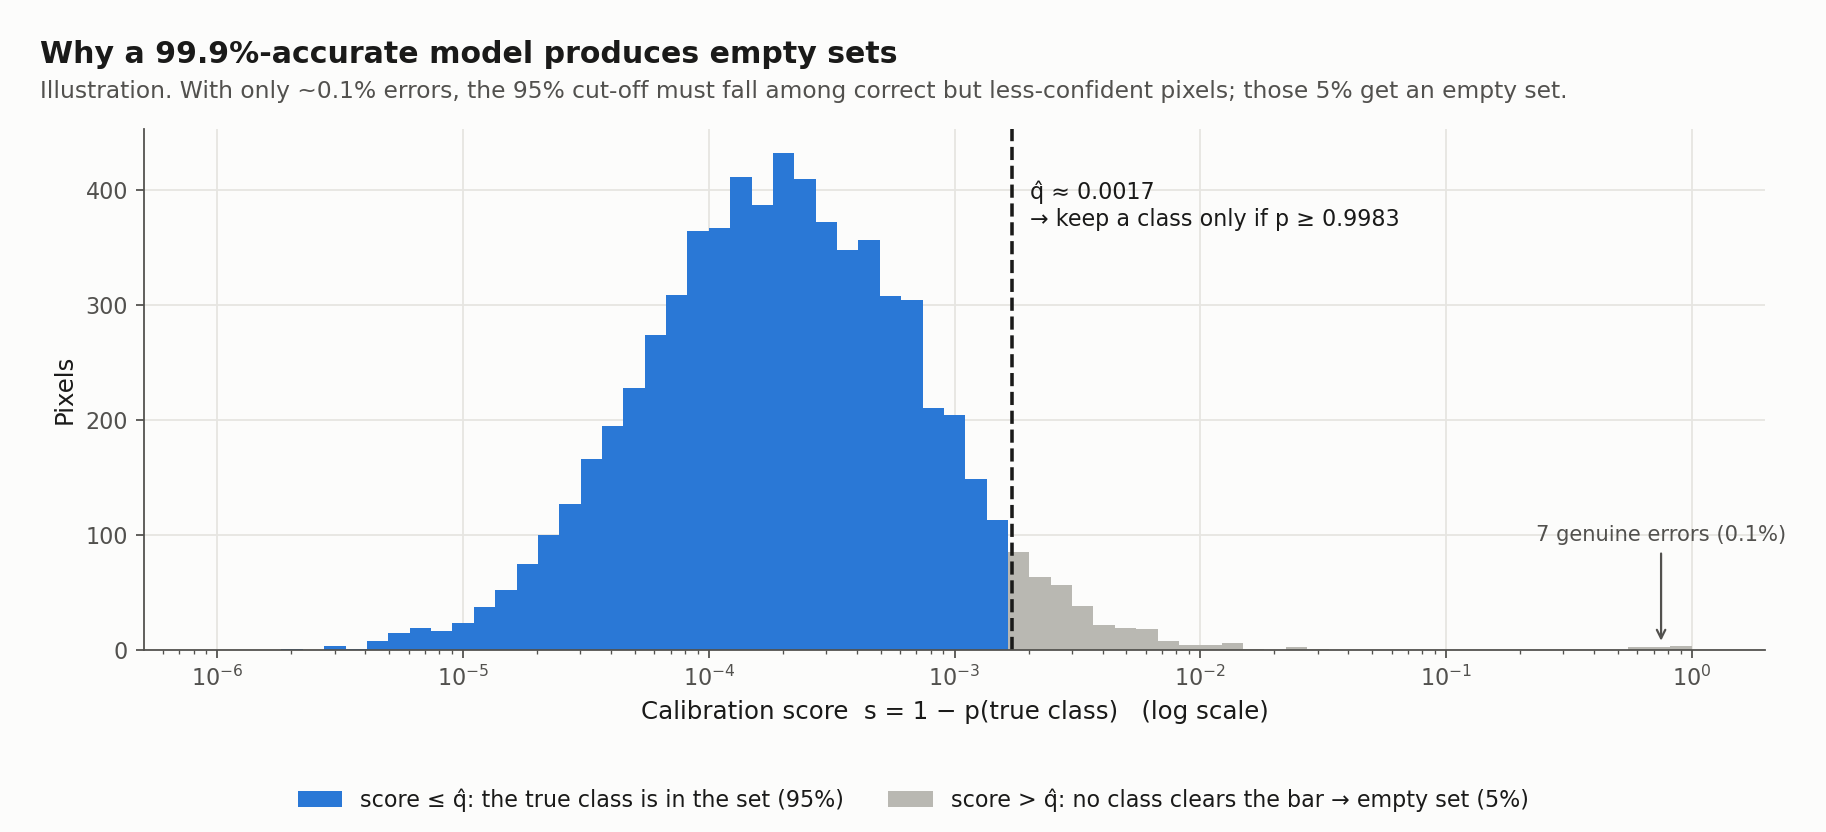 Why a 99.9%-accurate model produces empty sets
Illustration. With only ~0.1% errors, the 95% cut-off must fall among correct but less-confident pixels; those 5% get an empty set.
q̂ ≈ 0.0017
→ keep a class only if p ≥ 0.9983
7 genuine errors (0.1%)
Pixels
400
300
200
100
0
10⁻⁶ 10⁻⁵ 10⁻⁴ 10⁻³ 10⁻² 10⁻¹ 10⁰
Calibration score s = 1 − p(true class) (log scale)
score ≤ q̂: the true class is in the set (95%)
score > q̂: no class clears the bar → empty set (5%)